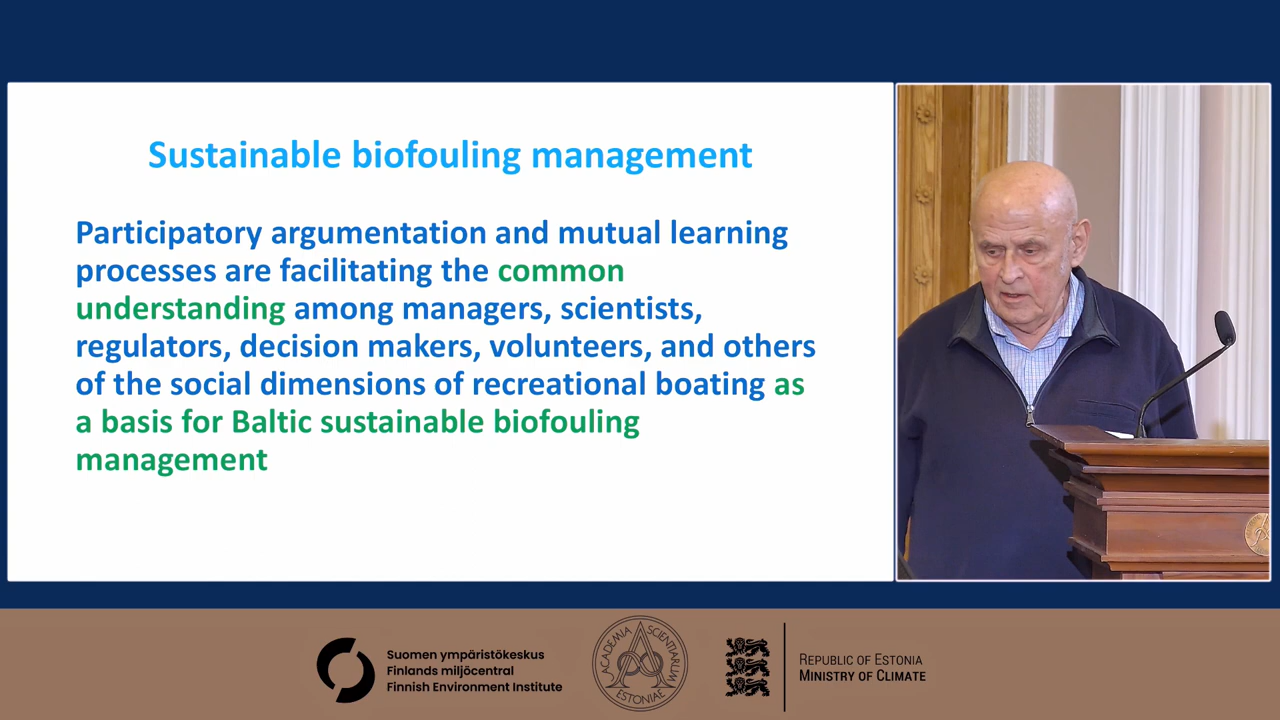 Sustainable biofouling management
Participatory argumentation and mutual learning
processes are facilitating the common
understanding among managers, scientists,
regulators, decision makers, volunteers, and others
of the social dimensions of recreational boating as
a basis for Baltic sustainable biofouling
management
Suomen ympäristökeskus
Finlands miljöcentral
Finnish Environment Institute
ACADEMIA SCIENTIARUM
ESTONIAE
REPUBLIC OF ESTONIA
MINISTRY OF CLIMATE